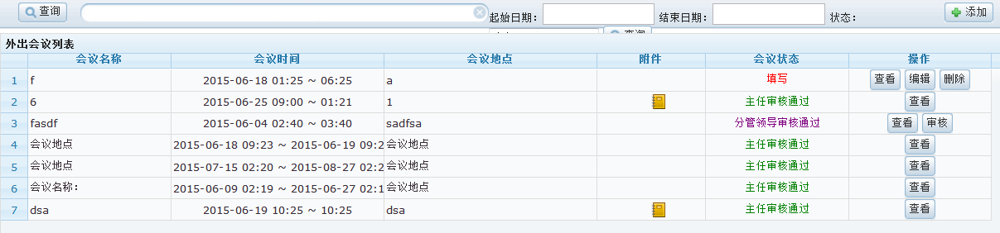 查询 起始日期： 结束日期： 状态： 添加
查询
外出会议列表
会议名称 会议时间 会议地点 附件 会议状态 操作
1 f 2015-06-18 01:25 ~ 06:25 a 填写 查看 编辑 删除
2 6 2015-06-25 09:00 ~ 01:21 1 主任审核通过 查看
3 fasdf 2015-06-04 02:40 ~ 03:40 sadfsa 分管领导审核通过 查看 审核
4 会议地点 2015-06-18 09:23 ~ 2015-06-19 09:2 会议地点 主任审核通过 查看
5 会议地点 2015-07-15 02:20 ~ 2015-08-27 02:2 会议地点 主任审核通过 查看
6 会议名称： 2015-06-09 02:19 ~ 2015-06-27 02:1 会议地点 主任审核通过 查看
7 dsa 2015-06-19 10:25 ~ 10:25 dsa 主任审核通过 查看